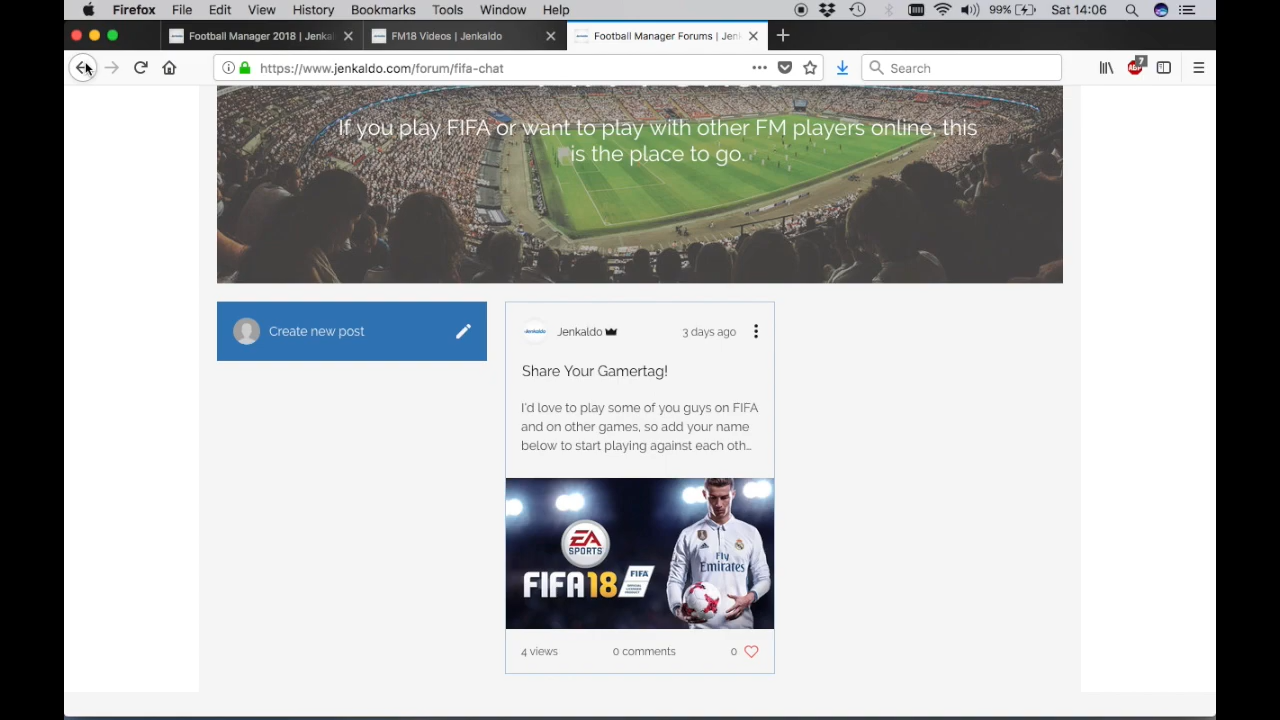 Firefox File Edit View History Bookmarks Tools Window Help 99% Sat 14:06
Football Manager 2018 | Jenkal FM18 Videos | Jenkaldo Football Manager Forums | Jenk
https://www.jenkaldo.com/forum/fifa-chat Search 7
If you play FIFA or want to play with other FM players online, this
is the place to go.
Create new post
Jenkaldo 3 days ago
Share Your Gamertag!
I'd love to play some of you guys on FIFA
and on other games, so add your name
below to start playing against each oth...
EA
SPORTS
FIFA18
FIFA
Fly
Emirates
4 views 0 comments 0